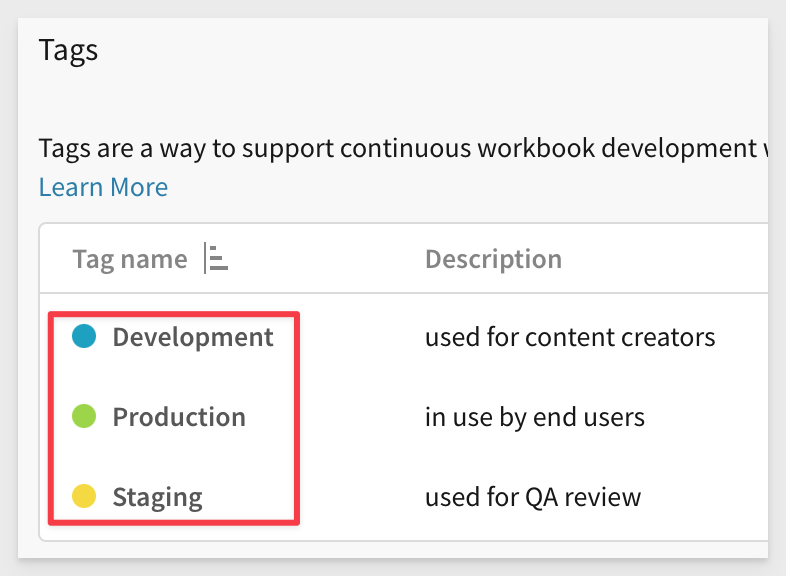 Tags
Tags are a way to support continuous workbook development
Learn More
Tag name Description
Development used for content creators
Production in use by end users
Staging used for QA review